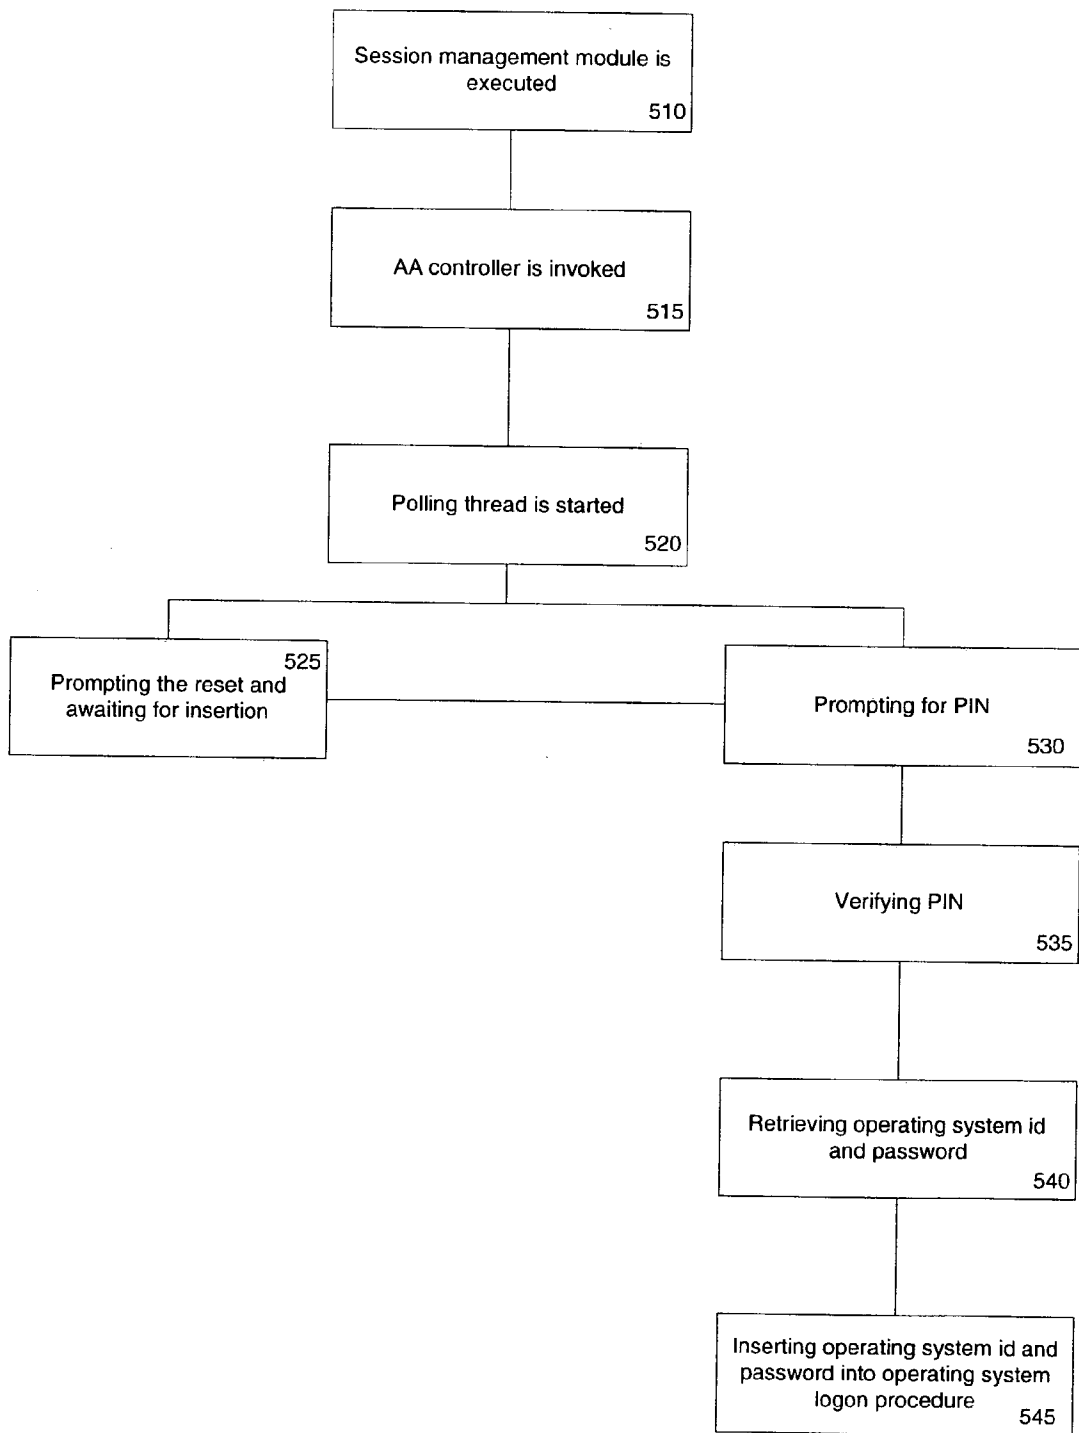 Session management module is
executed
510
AA controller is invoked
515
Polling thread is started
520
525
Prompting the reset and
awaiting for insertion
Prompting for PIN
530
Verifying PIN
535
Retrieving operating system id
and password
540
Inserting operating system id and
password into operating system
logon procedure
545